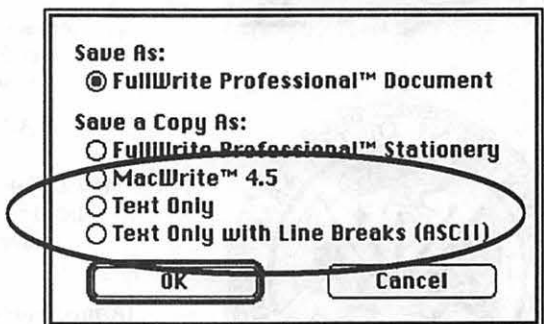 Save As:
FullWrite Professional™ Document
Save a Copy As:
FullWrite Professional™ Stationery
MacWrite™ 4.5
Text Only
Text Only with Line Breaks (ASCII)
OK
Cancel